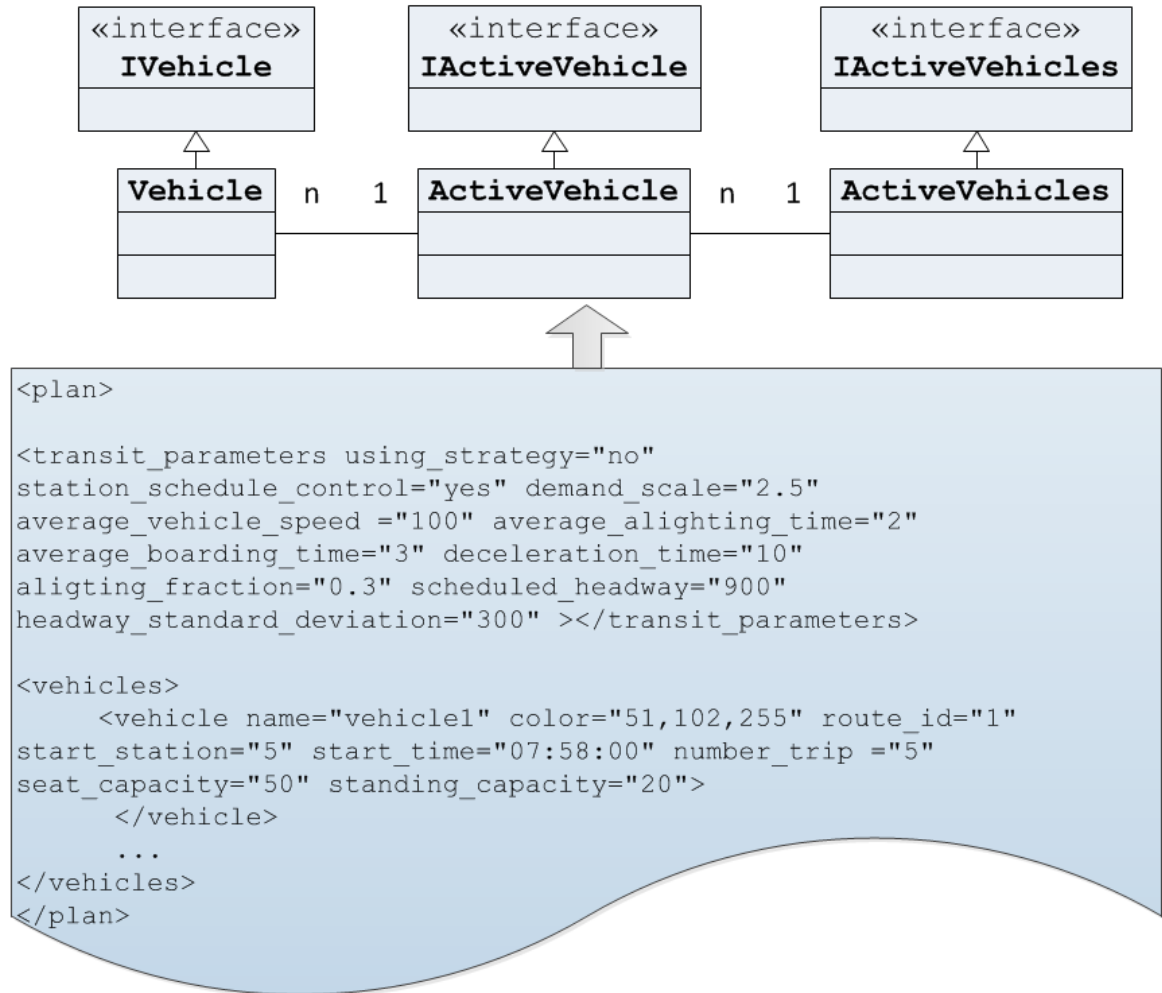 «interface»
IVehicle
«interface»
IActiveVehicle
«interface»
IActiveVehicles
Vehicle
n 1
ActiveVehicle
n 1
ActiveVehicles
<plan>
<transit_parameters using_strategy="no"
station_schedule_control="yes" demand_scale="2.5"
average_vehicle_speed ="100" average_alighting_time="2"
average_boarding_time="3" deceleration_time="10"
aligting_fraction="0.3" scheduled_headway="900"
headway_standard_deviation="300" ></transit_parameters>
<vehicles>
<vehicle name="vehicle1" color="51,102,255" route_id="1"
start_station="5" start_time="07:58:00" number_trip ="5"
seat_capacity="50" standing_capacity="20">
</vehicle>
...
</vehicles>
</plan>